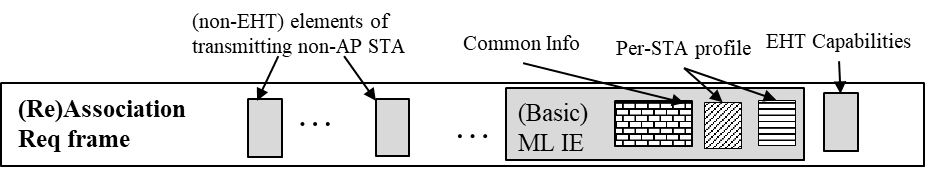 (non-EHT) elements of
transmitting non-AP STA
Common Info
Per-STA profile
EHT Capabilities
(Re)Association
Req frame
...
...
(Basic)
ML IE